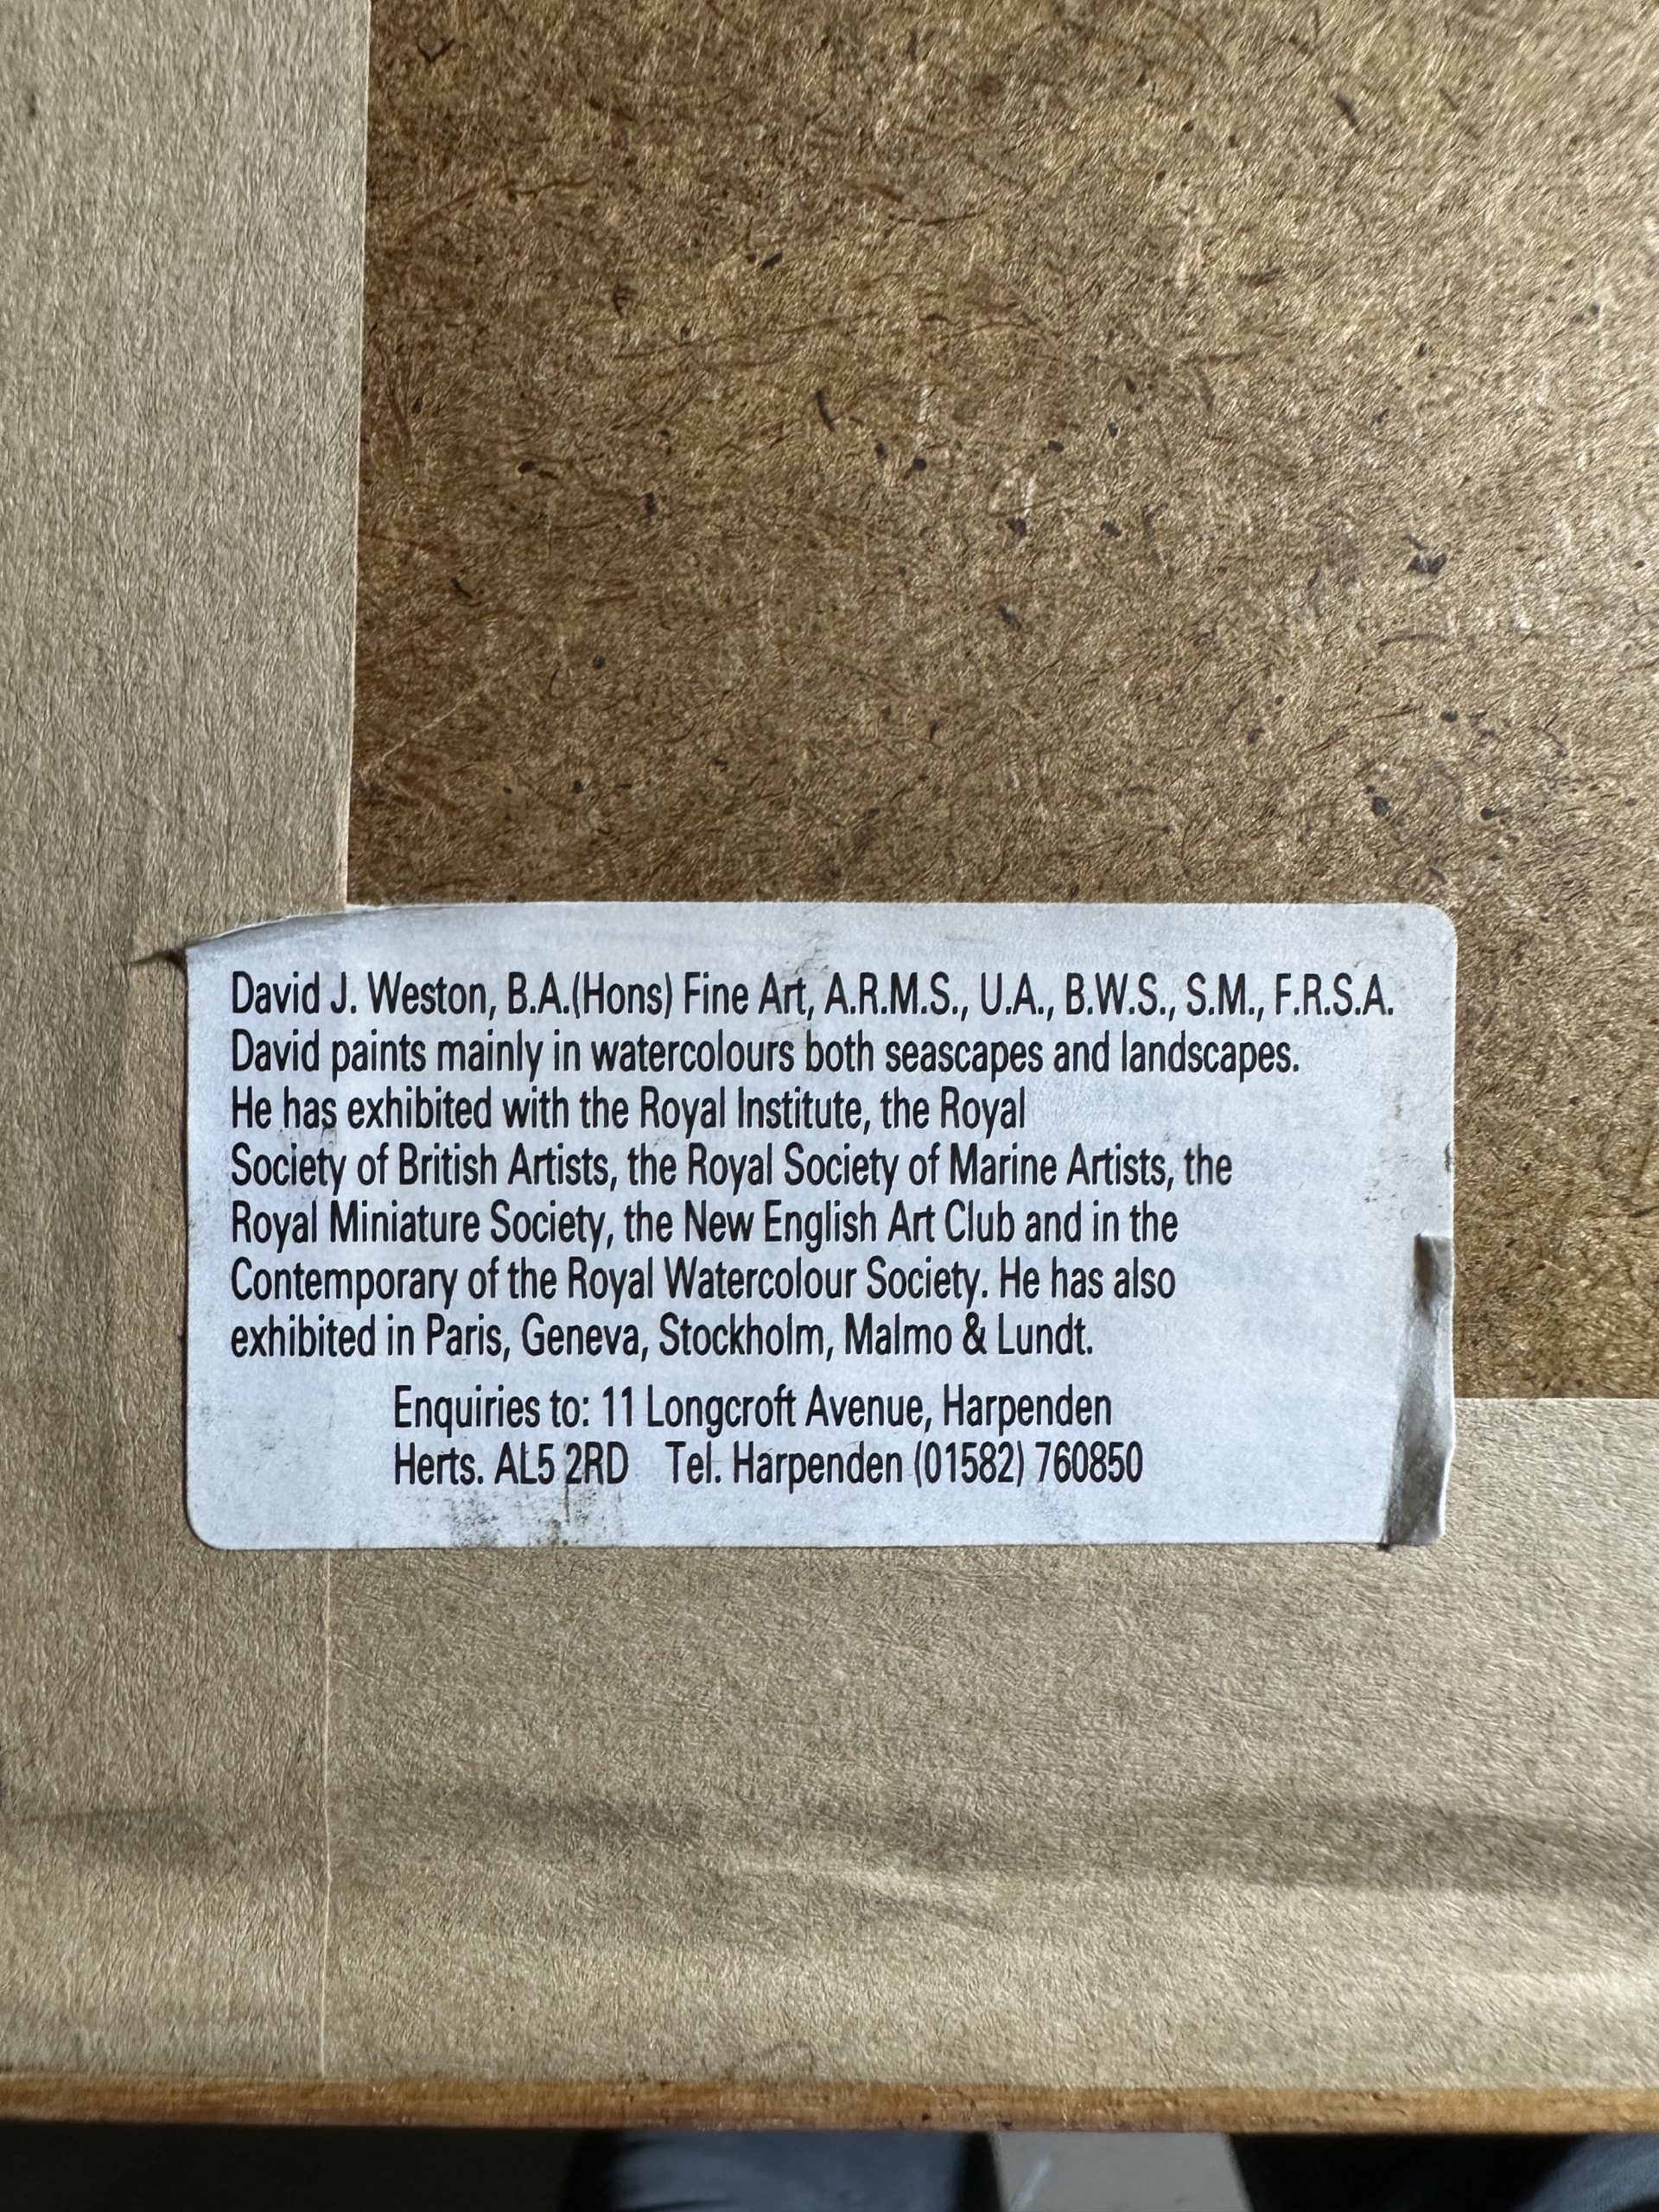 David J. Weston, B.A.(Hons) Fine Art, A.R.M.S., U.A., B.W.S., S.M., F.R.S.A.
David paints mainly in watercolours both seascapes and landscapes.
He has exhibited with the Royal Institute, the Royal
Society of British Artists, the Royal Society of Marine Artists, the
Royal Miniature Society, the New English Art Club and in the
Contemporary of the Royal Watercolour Society. He has also
exhibited in Paris, Geneva, Stockholm, Malmo & Lundt.
Enquiries to: 11 Longcroft Avenue, Harpenden
Herts. AL5 2RD Tel. Harpenden (01582) 760850